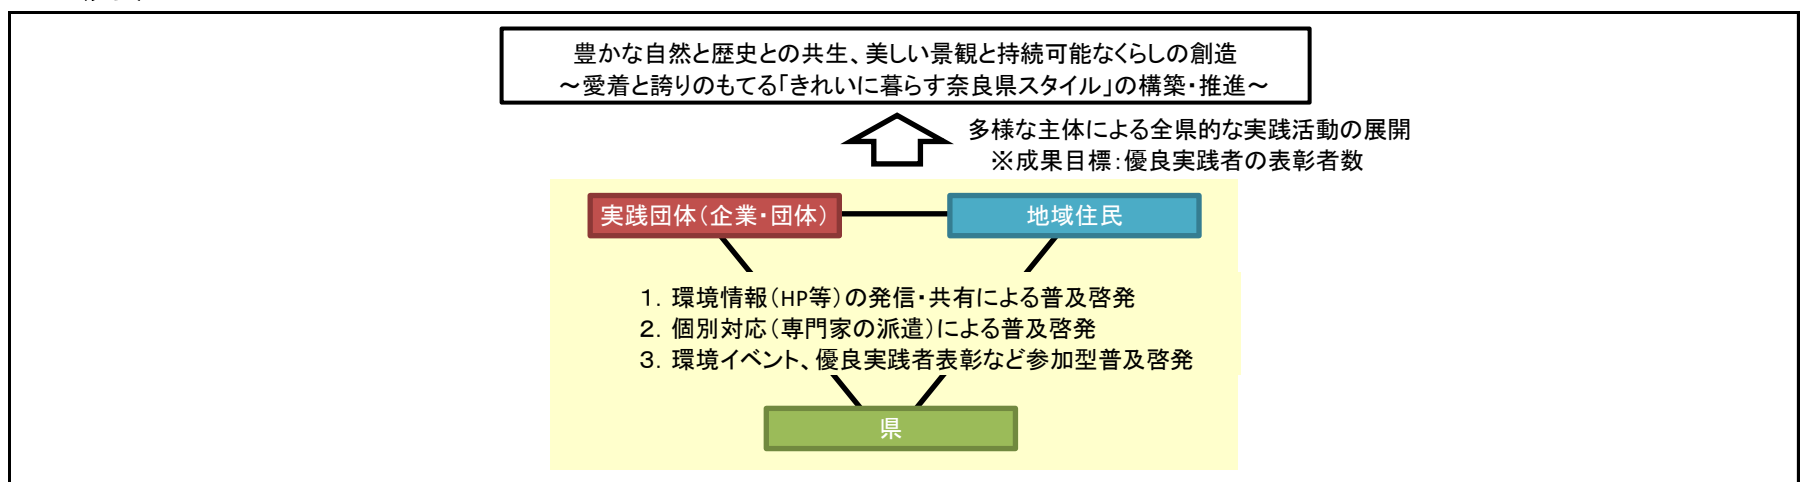 豊かな自然と歴史との共生、美しい景観と持続可能なくらしの創造
～愛着と誇りのもてる「きれいに暮らす奈良県スタイル」の構築・推進～
多様な主体による全県的な実践活動の展開
※成果目標：優良実践者の表彰者数
実践団体（企業・団体）
地域住民
１．環境情報（HP等）の発信・共有による普及啓発
２．個別対応（専門家の派遣）による普及啓発
３．環境イベント、優良実践者表彰など参加型普及啓発
県